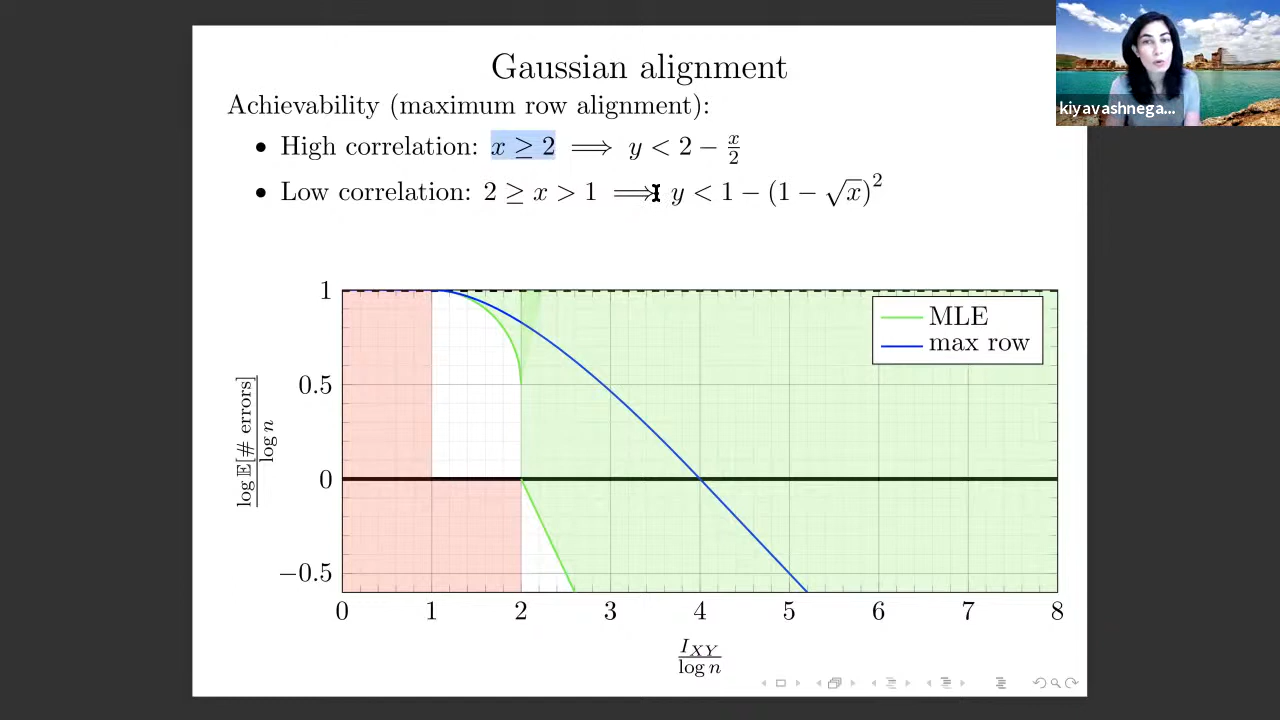 Gaussian alignment
Achievability (maximum row alignment):
• High correlation: x ≥ 2 ⟹ y < 2 − x/2
• Low correlation: 2 ≥ x > 1 ⟹ y < 1 − (1 − √x)²
kiyavashnega...
MLE
max row
1
0.5
0
−0.5
log 𝔼[# errors] / log n
0 1 2 3 4 5 6 7 8
I_XY / log n